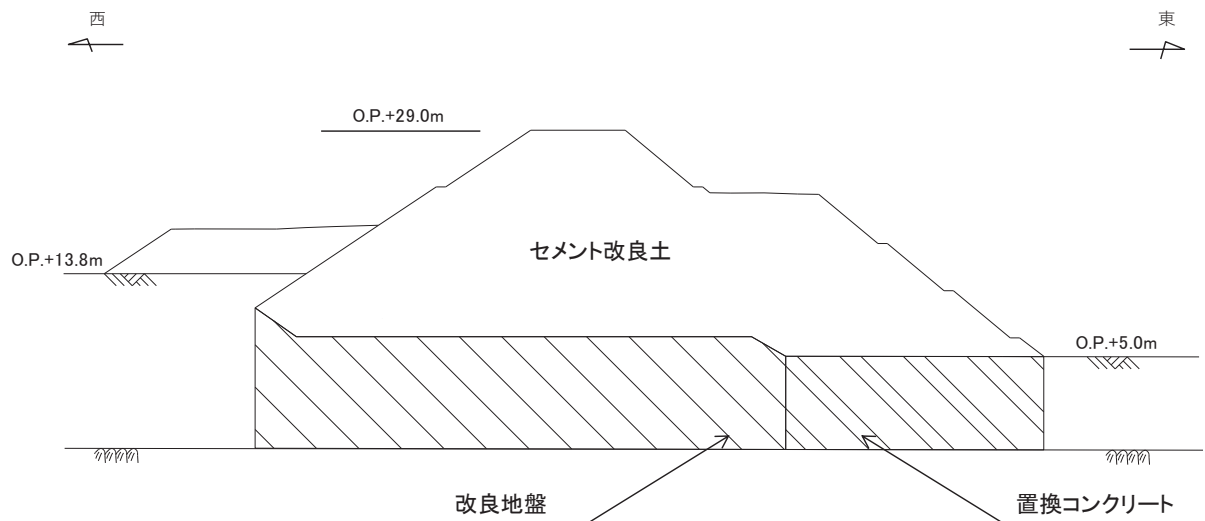 西
東
O.P.+29.0m
セメント改良土
O.P.+13.8m
O.P.+5.0m
改良地盤
置換コンクリート